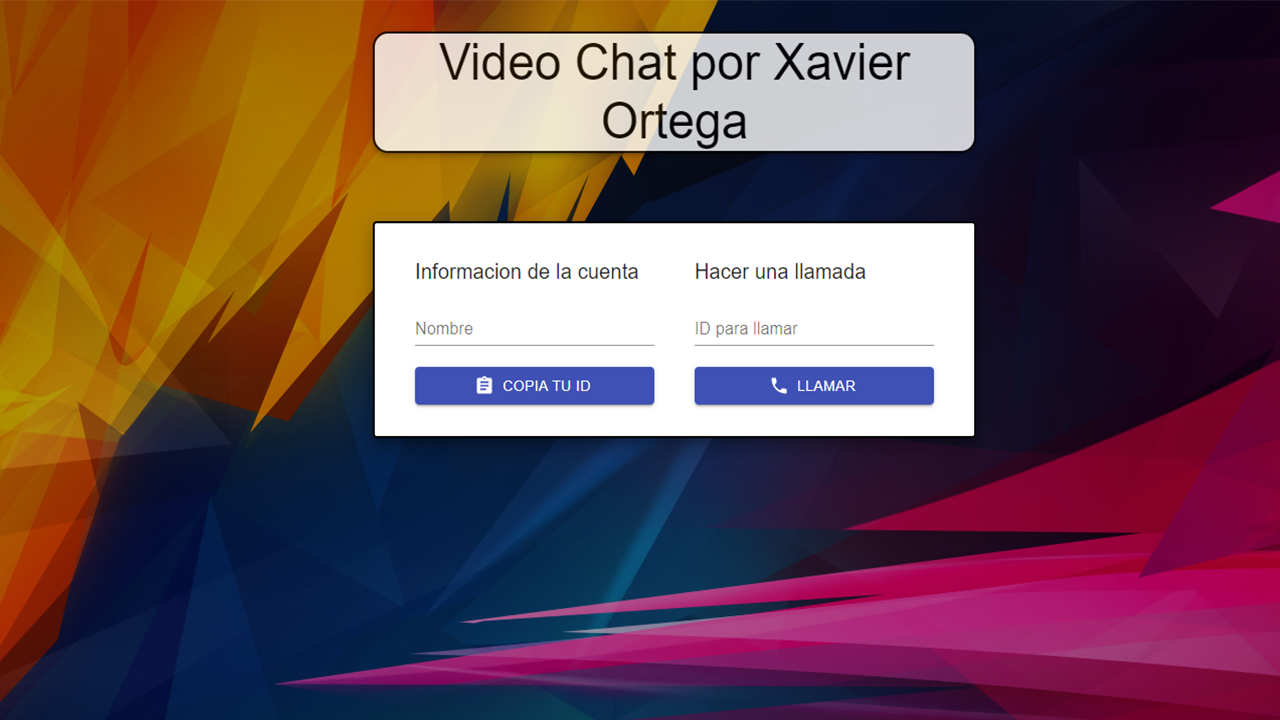 Video Chat por Xavier
Ortega
Informacion de la cuenta
Hacer una llamada
Nombre
ID para llamar
COPIA TU ID
LLAMAR